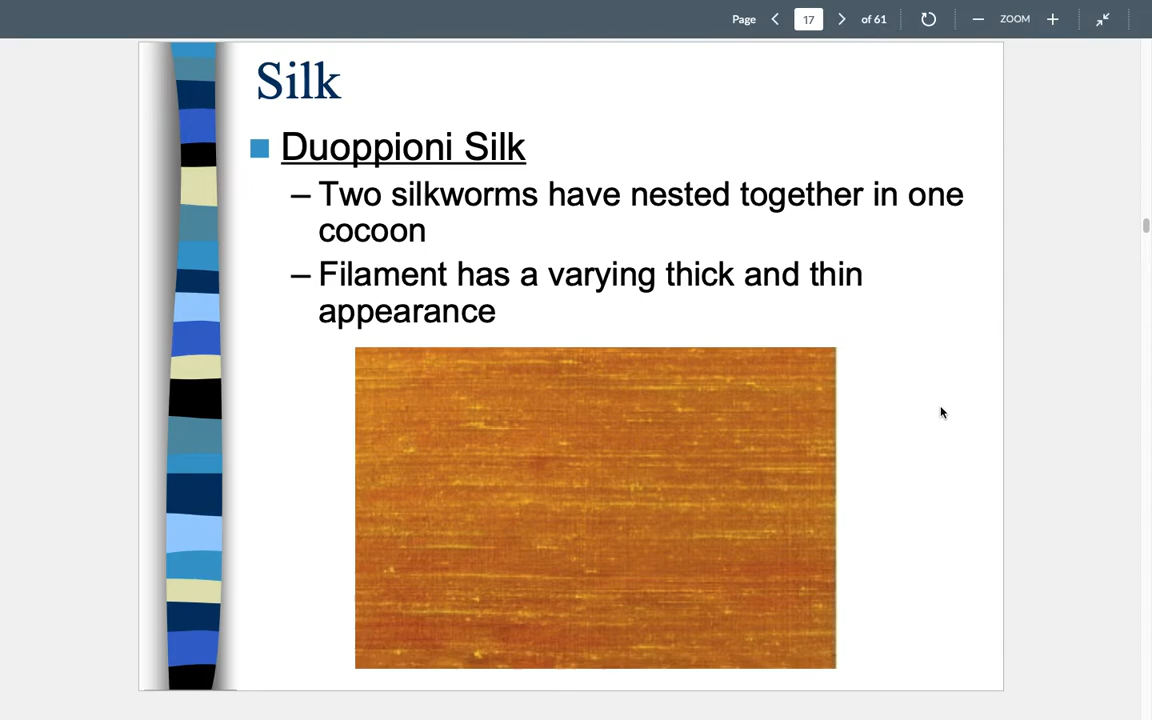 Page 17 of 61 ZOOM
Silk
Duoppioni Silk
– Two silkworms have nested together in one
cocoon
– Filament has a varying thick and thin
appearance